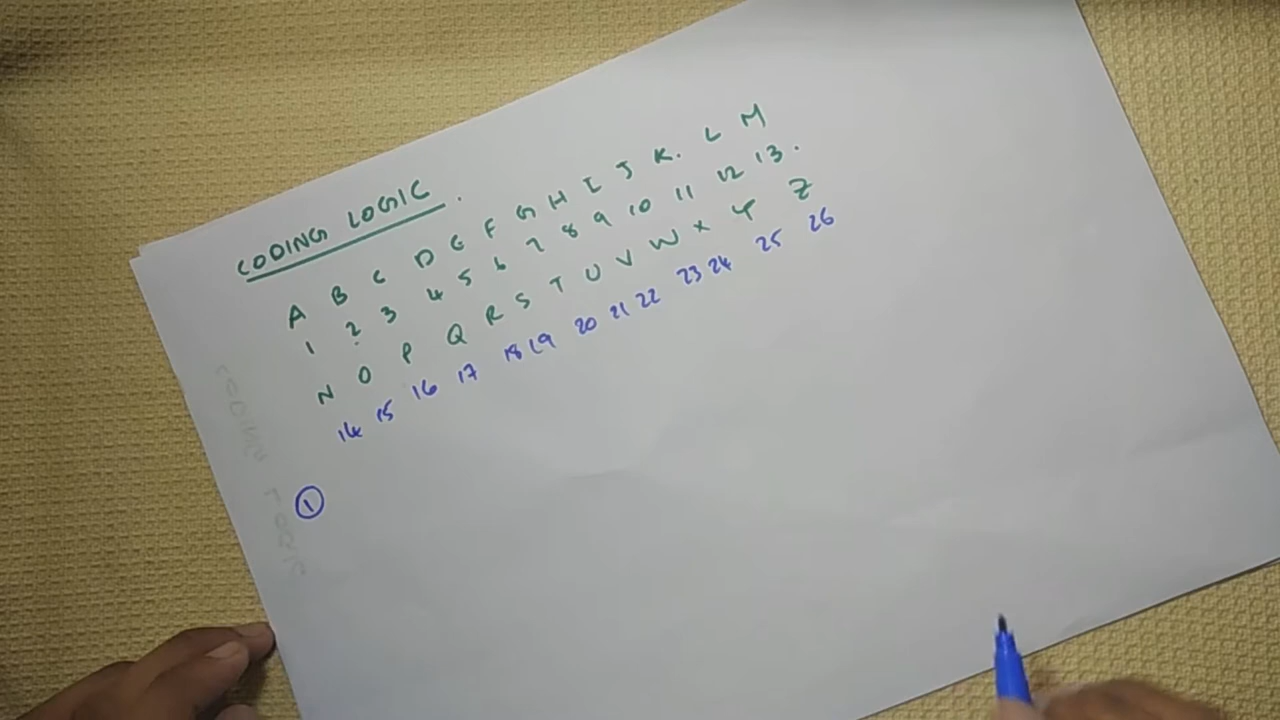 CODING LOGIC.
A B C D E F G H I J K. L M
1 2 3 4 5 6 7 8 9 10 11 12 13.
N O P Q R S T U V W X Y Z
14 15 16 17 18 19 20 21 22 23 24 25 26
1